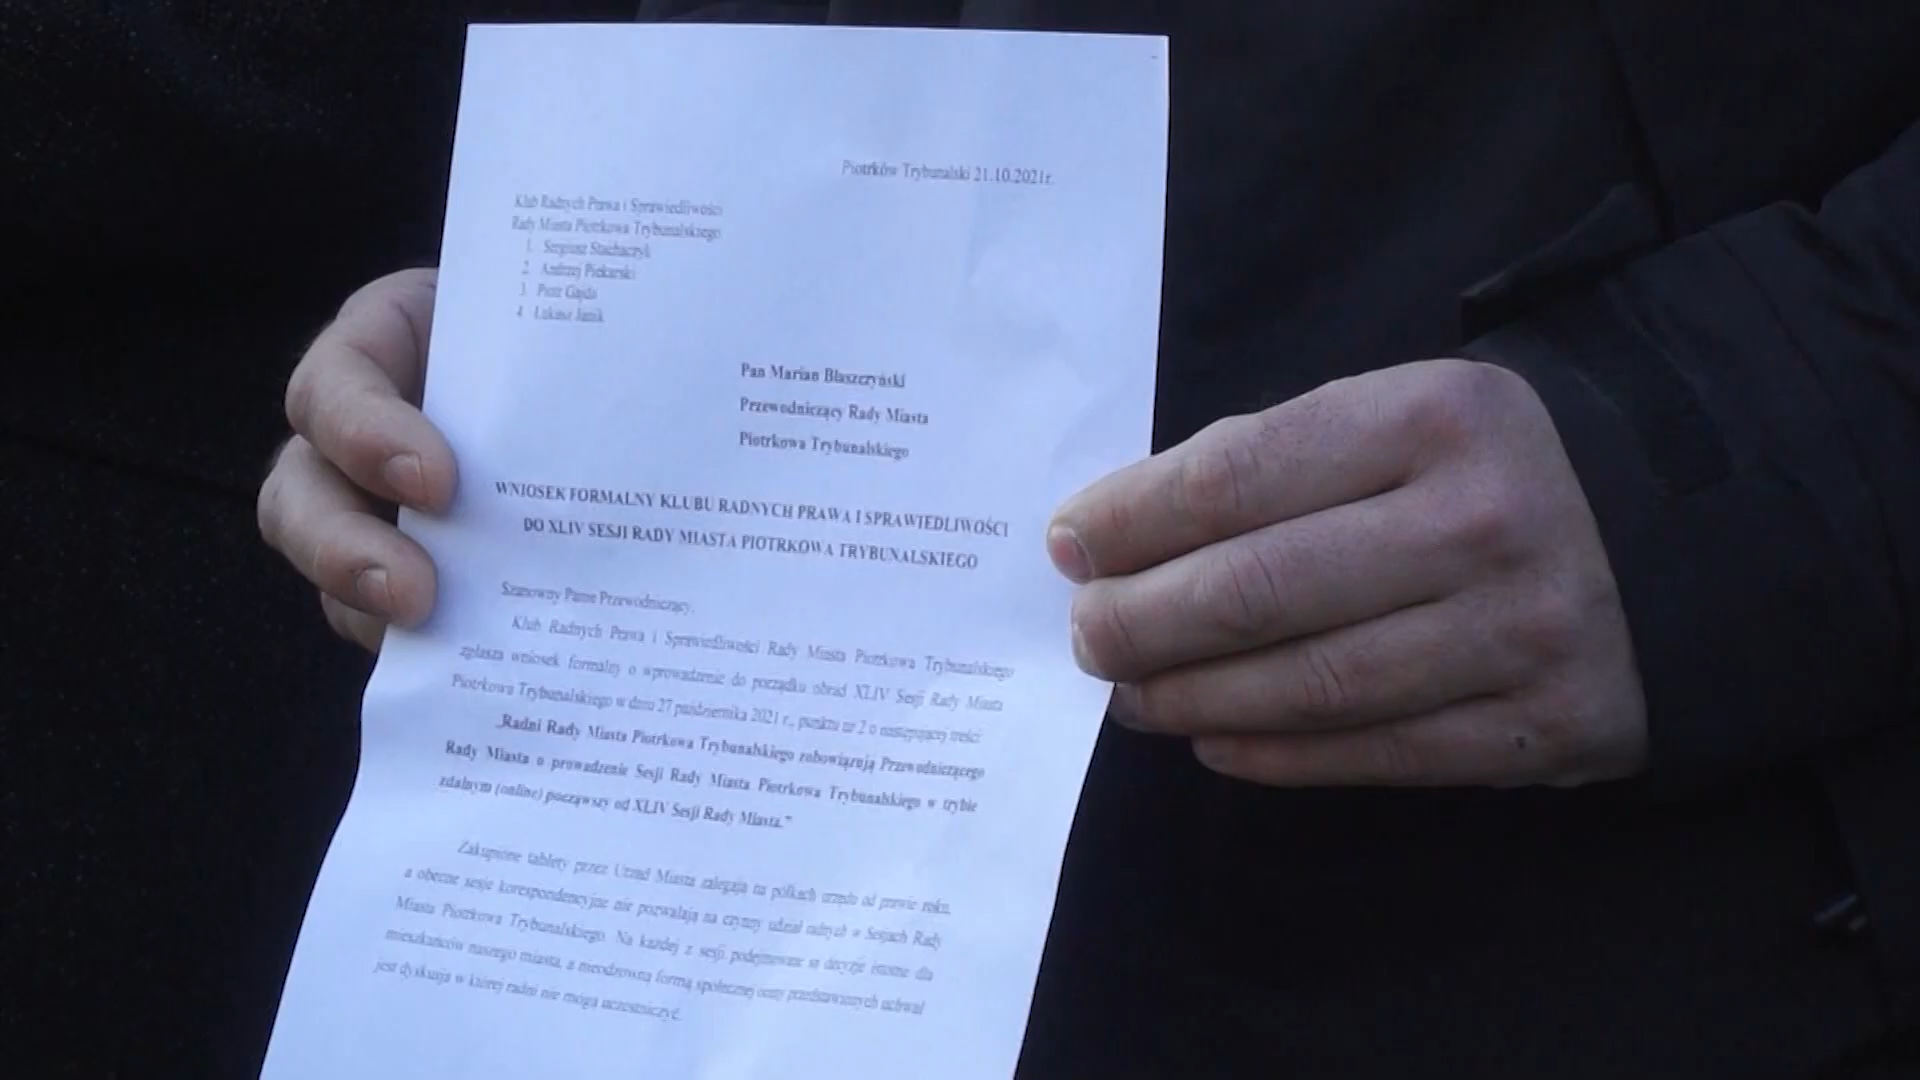 Piotrków Trybunalski 21.10.2021r.
Klub Radnych Prawa i Sprawiedliwości
Rady Miasta Piotrkowa Trybunalskiego
1. Sergiusz Stachaczyk
2. Andrzej Piekarski
3. Piotr Gajda
4. Łukasz Janik
Pan Marian Błaszczyński
Przewodniczący Rady Miasta
Piotrkowa Trybunalskiego
WNIOSEK FORMALNY KLUBU RADNYCH PRAWA I SPRAWIEDLIWOŚCI
DO XLIV SESJI RADY MIASTA PIOTRKOWA TRYBUNALSKIEGO
Szanowny Panie Przewodniczący,
Klub Radnych Prawa i Sprawiedliwości Rady Miasta Piotrkowa Trybunalskiego
zgłasza wniosek formalny o wprowadzenie do porządku obrad XLIV Sesji Rady Miasta
Piotrkowa Trybunalskiego w dniu 27 października 2021 r., punktu nr 2 o następującej treści:
„Radni Rady Miasta Piotrkowa Trybunalskiego zobowiązują Przewodniczącego
Rady Miasta o prowadzenie Sesji Rady Miasta Piotrkowa Trybunalskiego w trybie
zdalnym (online) począwszy od XLIV Sesji Rady Miasta.”
Zakupione tablety przez Urząd Miasta zalegają na półkach urzędu od prawie roku,
a obecne sesje korespondencyjne nie pozwalają na czynny udział radnych w Sesjach Rady
Miasta Piotrkowa Trybunalskiego. Na każdej z sesji podejmowane są decyzje istotne dla
mieszkańców naszego miasta, a nieodzowną formą społecznej oceny przedstawianych uchwał
jest dyskusja w której radni nie mogą uczestniczyć.